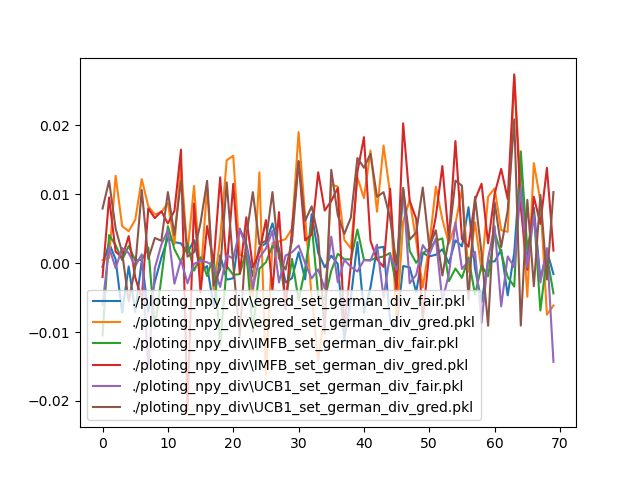 0.02
0.01
0.00
−0.01
−0.02
./ploting_npy_div\egred_set_german_div_fair.pkl
./ploting_npy_div\egred_set_german_div_gred.pkl
./ploting_npy_div\IMFB_set_german_div_fair.pkl
./ploting_npy_div\IMFB_set_german_div_gred.pkl
./ploting_npy_div\UCB1_set_german_div_fair.pkl
./ploting_npy_div\UCB1_set_german_div_gred.pkl
0 10 20 30 40 50 60 70